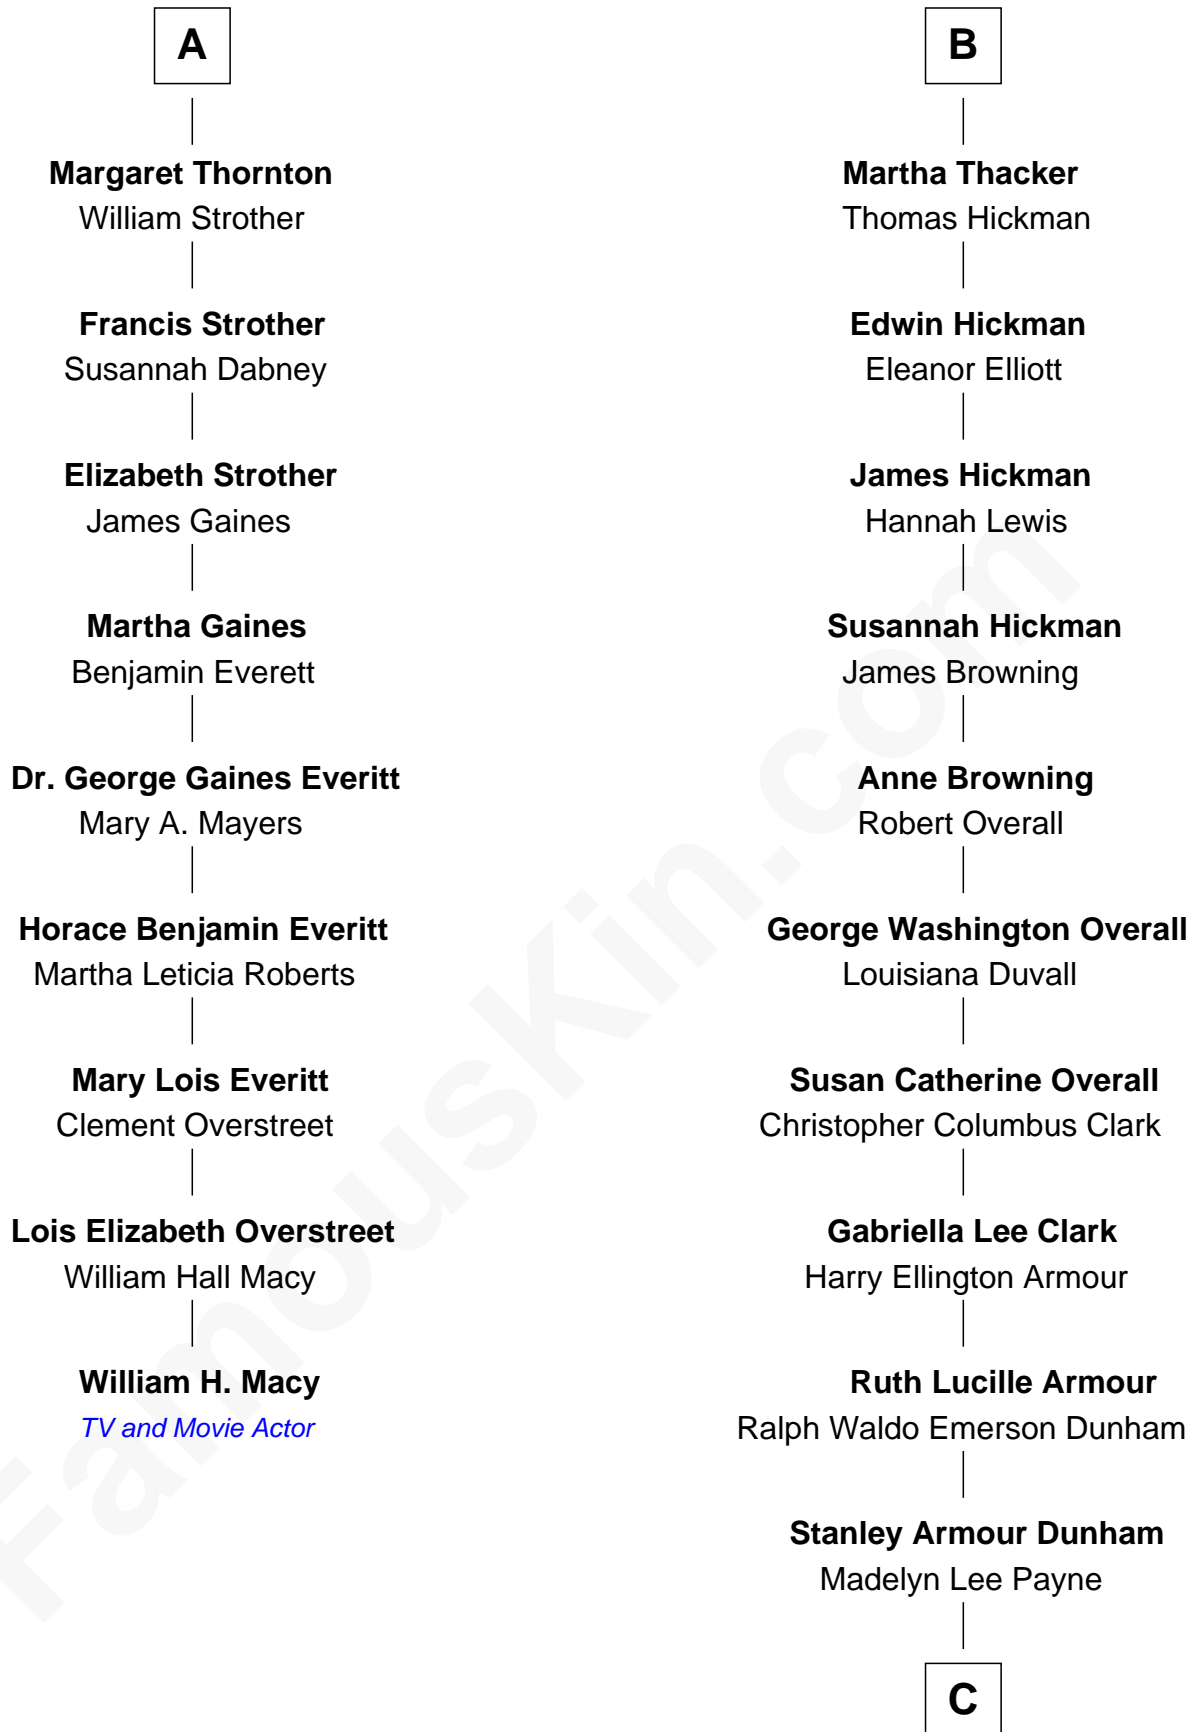 A
Margaret Thornton
William Strother
Francis Strother
Susannah Dabney
Elizabeth Strother
James Gaines
Martha Gaines
Benjamin Everett
Dr. George Gaines Everitt
Mary A. Mayers
Horace Benjamin Everitt
Martha Leticia Roberts
Mary Lois Everitt
Clement Overstreet
Lois Elizabeth Overstreet
William Hall Macy
William H. Macy
TV and Movie Actor
B
Martha Thacker
Thomas Hickman
Edwin Hickman
Eleanor Elliott
James Hickman
Hannah Lewis
Susannah Hickman
James Browning
Anne Browning
Robert Overall
George Washington Overall
Louisiana Duvall
Susan Catherine Overall
Christopher Columbus Clark
Gabriella Lee Clark
Harry Ellington Armour
Ruth Lucille Armour
Ralph Waldo Emerson Dunham
Stanley Armour Dunham
Madelyn Lee Payne
C
FamousKin.com